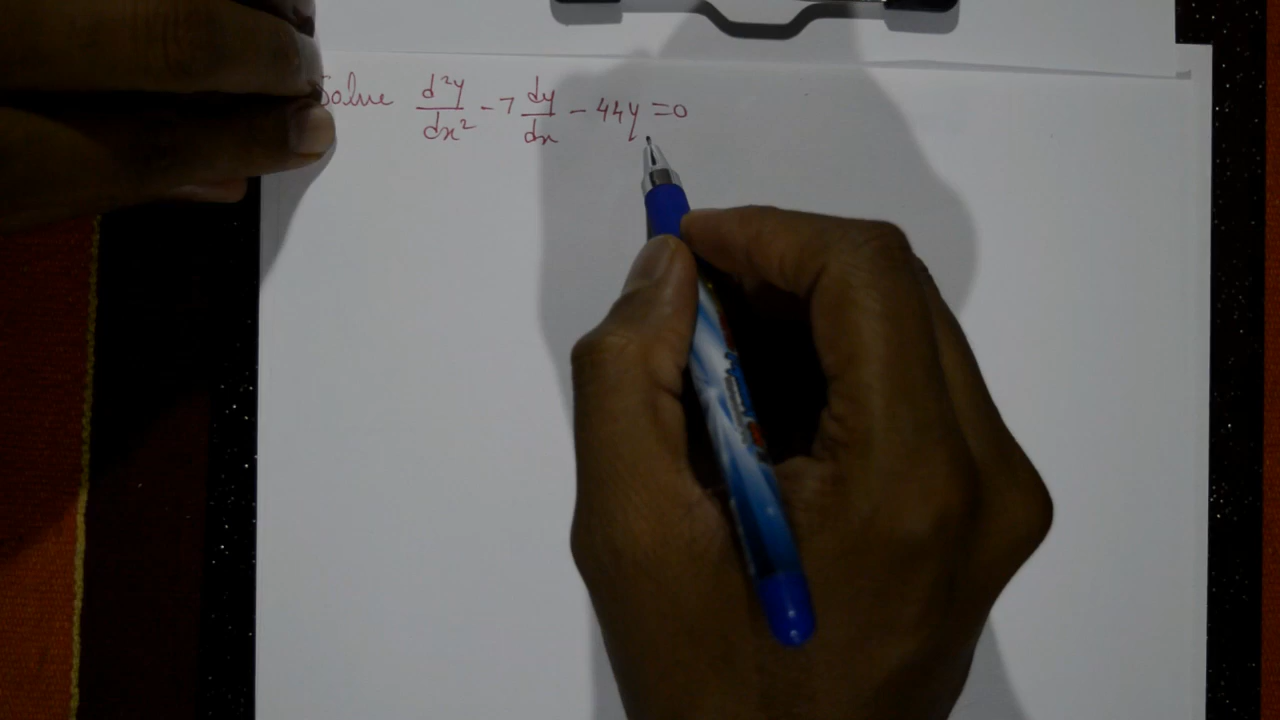 Solve d²y/dx² - 7 dy/dx - 44y = 0